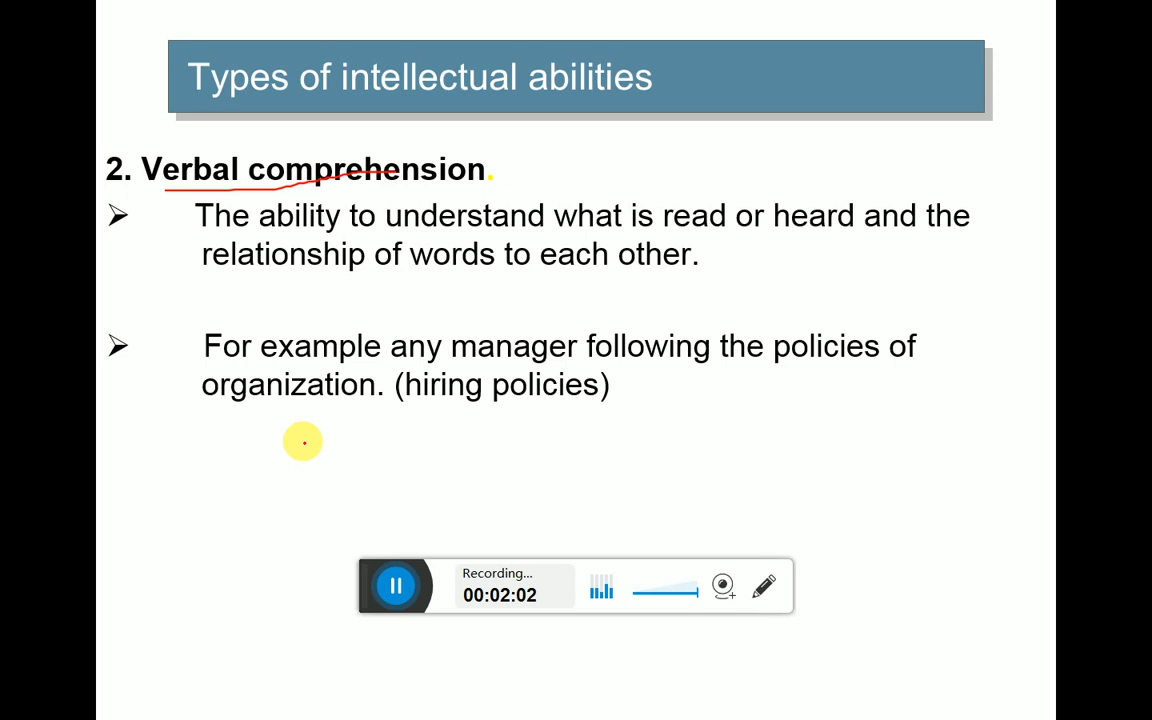 Types of intellectual abilities
2. Verbal comprehension.
➢ The ability to understand what is read or heard and the
relationship of words to each other.
➢ For example any manager following the policies of
organization. (hiring policies)
Recording...
00:02:02